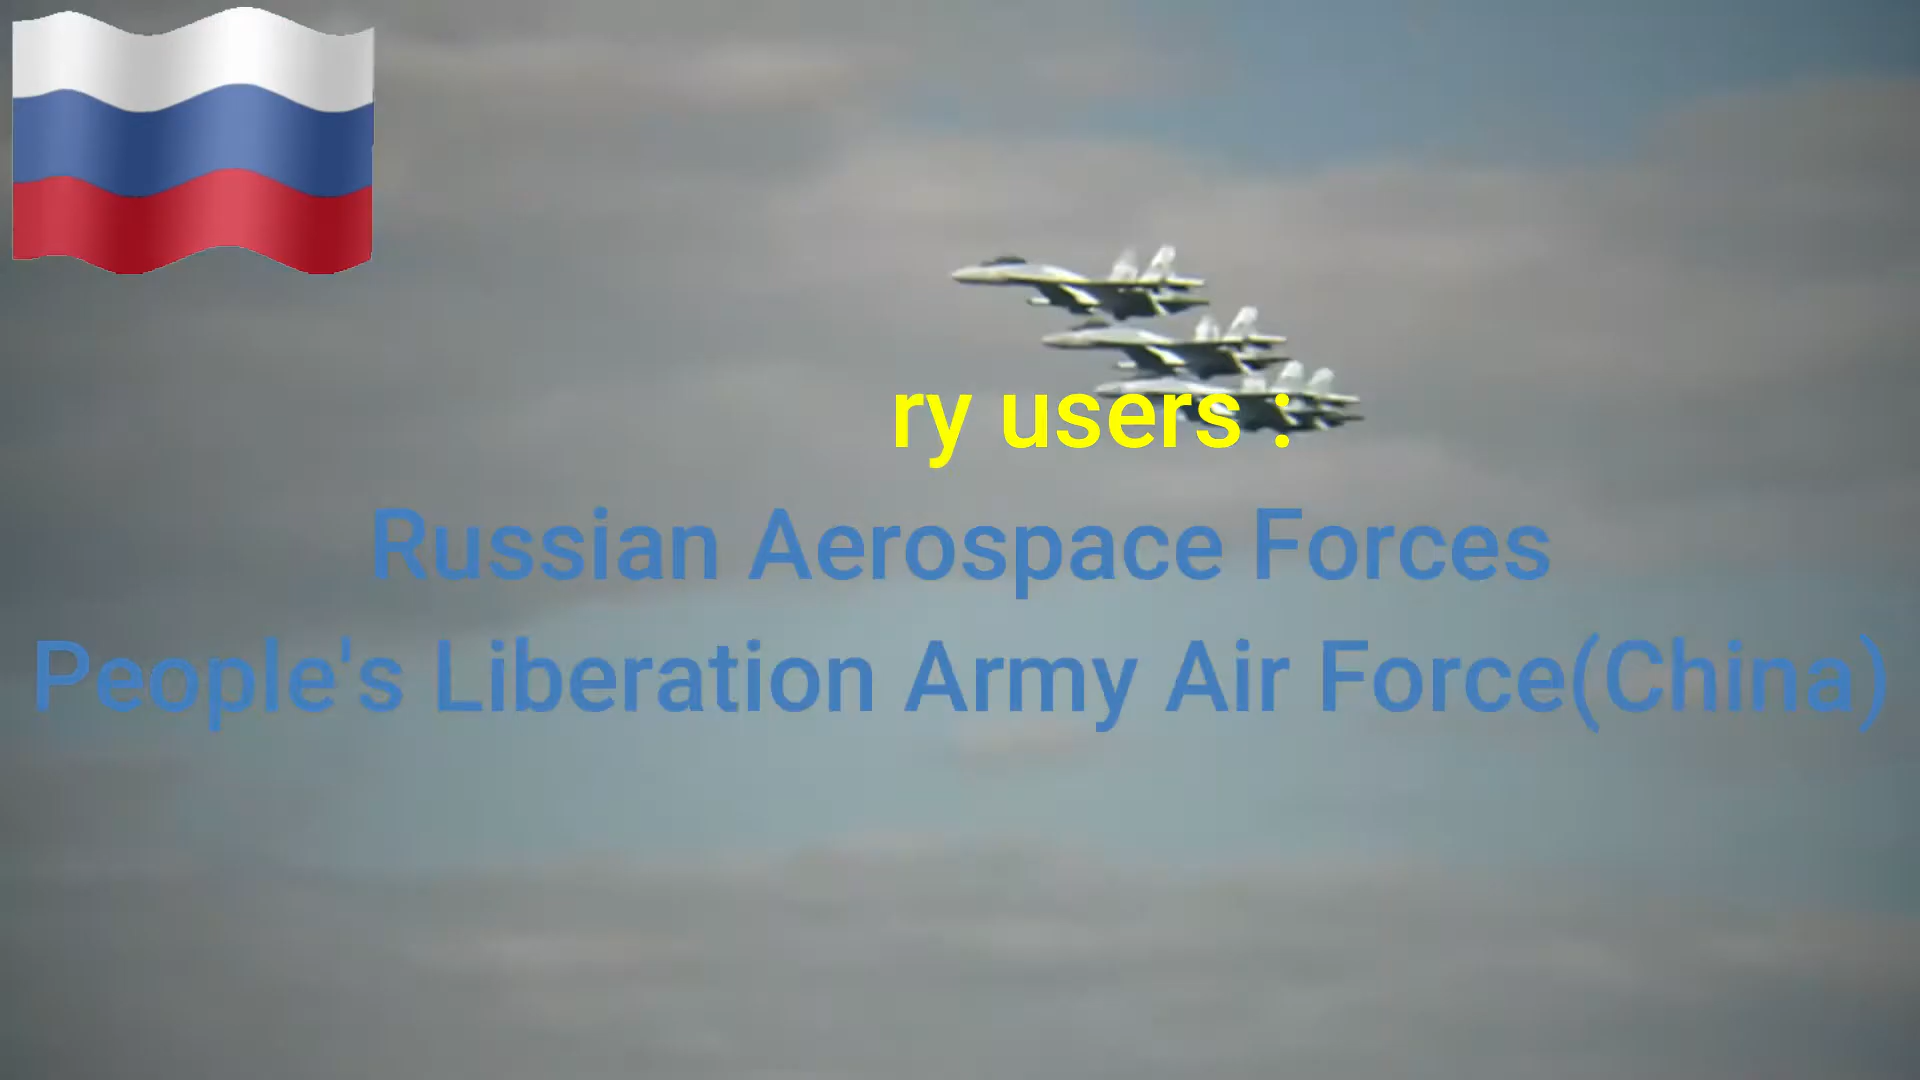 ry users :
Russian Aerospace Forces
People's Liberation Army Air Force(China)